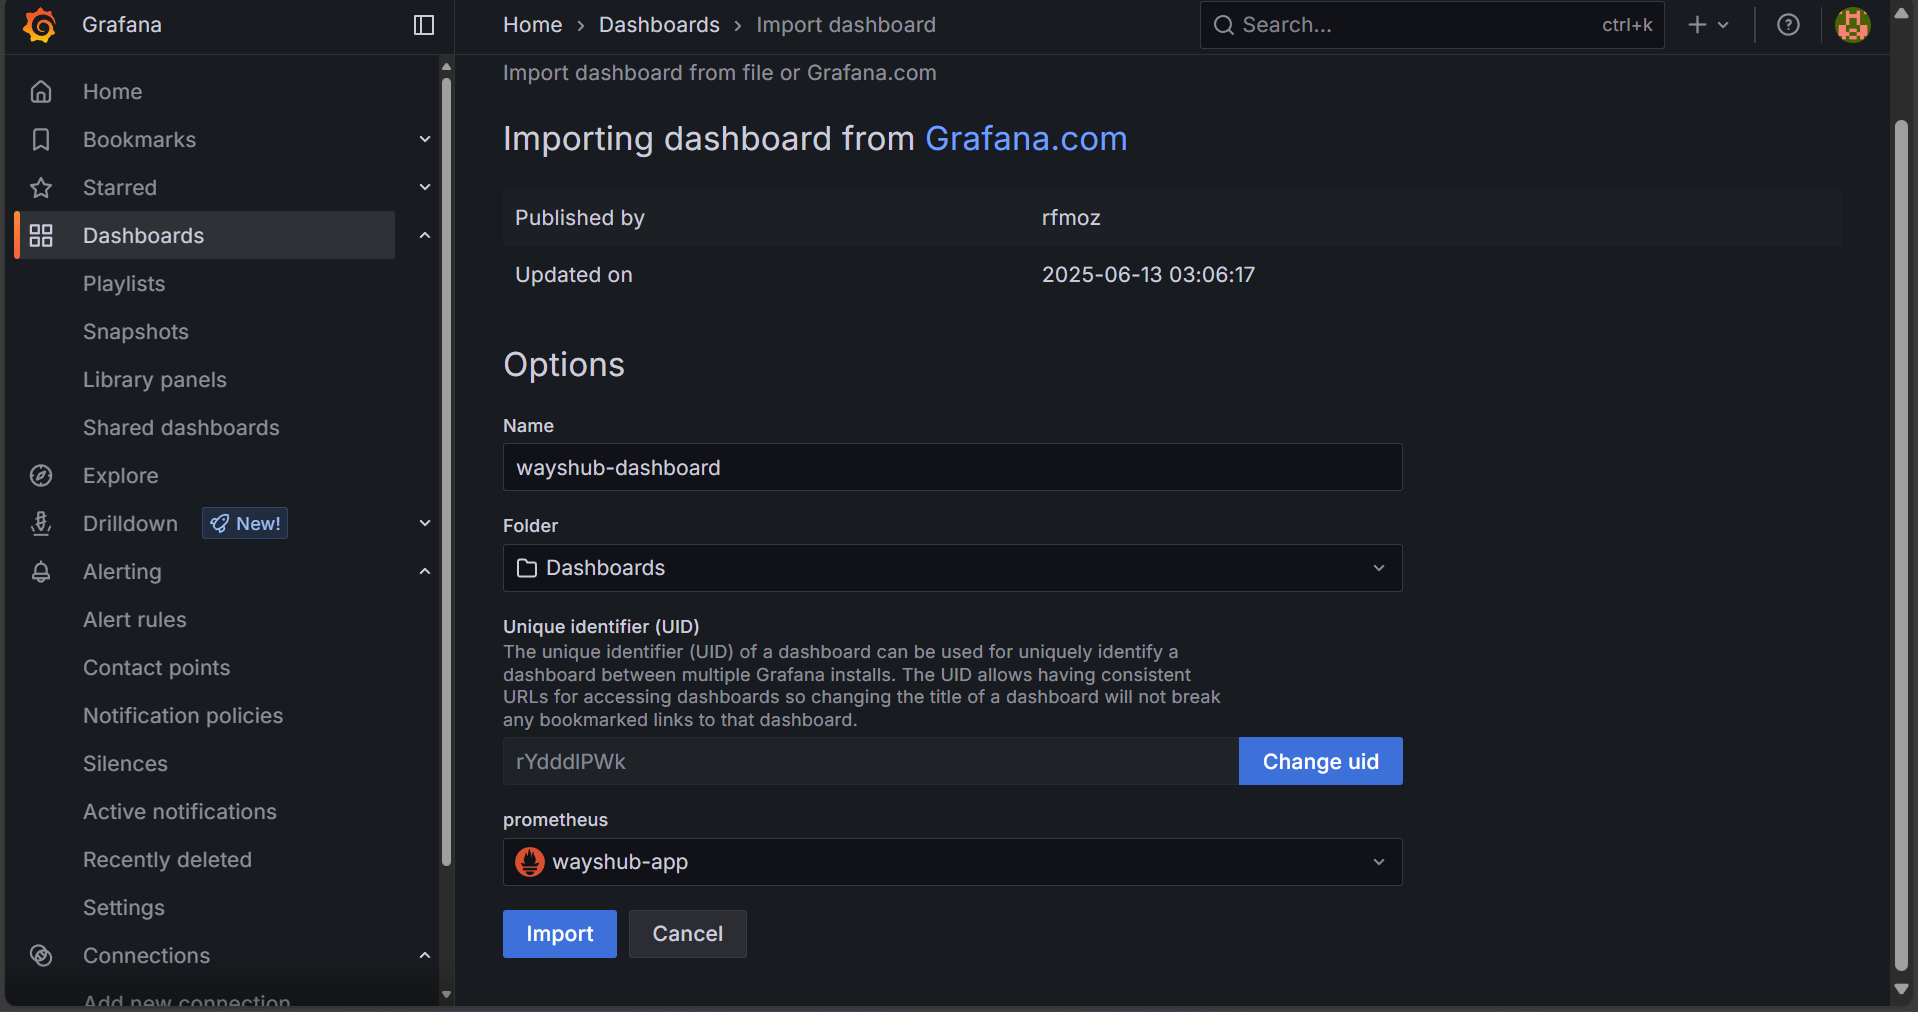 Grafana
Home
Bookmarks
Starred
Dashboards
Playlists
Snapshots
Library panels
Shared dashboards
Explore
Drilldown New!
Alerting
Alert rules
Contact points
Notification policies
Silences
Active notifications
Recently deleted
Settings
Connections
Add new connection
Home > Dashboards > Import dashboard
Search... ctrl+k
Import dashboard from file or Grafana.com
Importing dashboard from Grafana.com
Published by rfmoz
Updated on 2025-06-13 03:06:17
Options
Name
wayshub-dashboard
Folder
Dashboards
Unique identifier (UID)
The unique identifier (UID) of a dashboard can be used for uniquely identify a
dashboard between multiple Grafana installs. The UID allows having consistent
URLs for accessing dashboards so changing the title of a dashboard will not break
any bookmarked links to that dashboard.
rYdddlPWk Change uid
prometheus
wayshub-app
Import Cancel